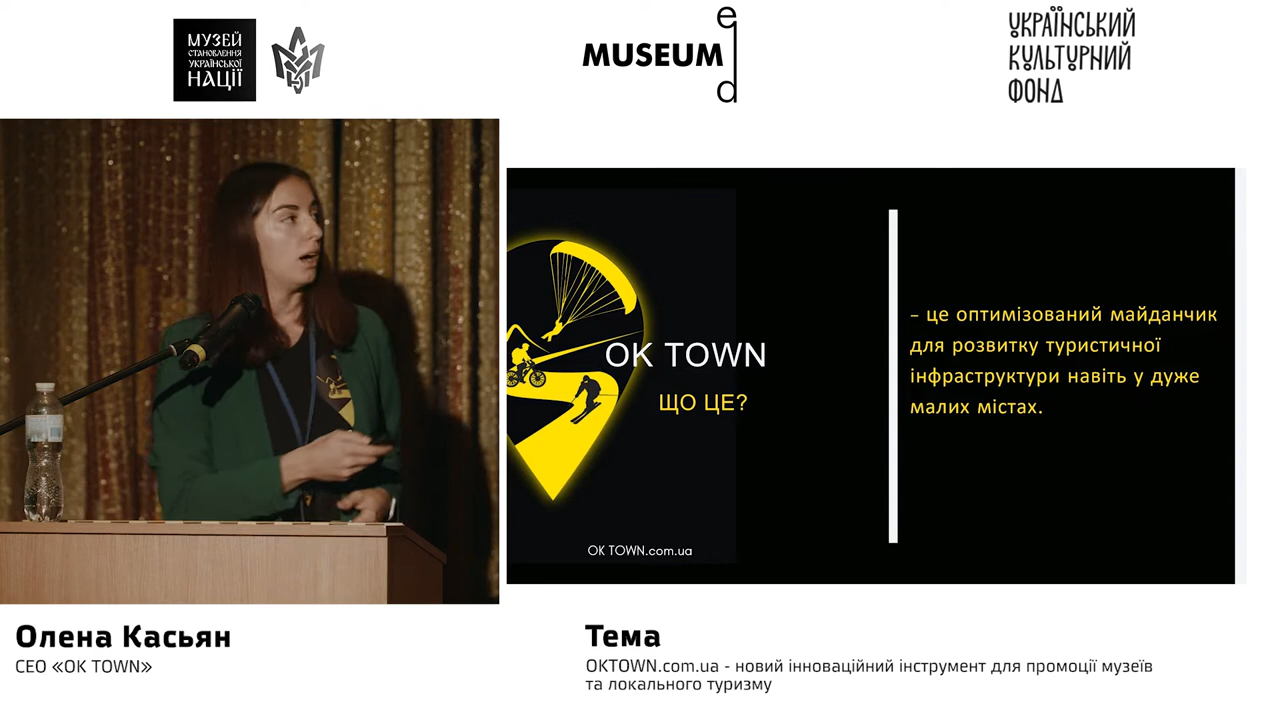 МУЗЕЙ
СТАНОВЛЕННЯ
УКРАЇНСЬКОЇ
НАЦІЇ
MUSEUM
ed
УКРАЇНСЬКИЙ
КУЛЬТУРНИЙ
ФОНД
OK TOWN
ЩО ЦЕ?
OK TOWN.com.ua
– це оптимізований майданчик
для розвитку туристичної
інфраструктури навіть у дуже
малих містах.
Олена Касьян
CEO «OK TOWN»
Тема
OKTOWN.com.ua - новий інноваційний інструмент для промоції музеїв
та локального туризму